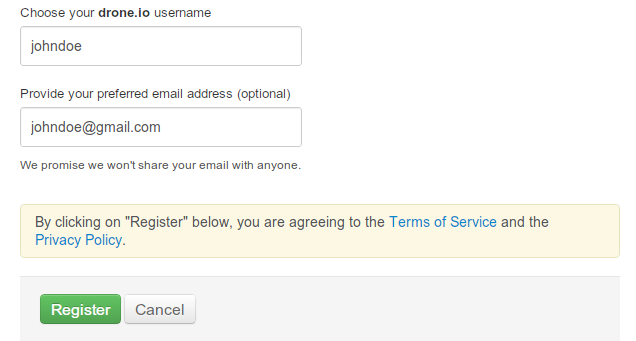 Choose your drone.io username
johndoe
Provide your preferred email address (optional)
johndoe@gmail.com
We promise we won't share your email with anyone.
By clicking on "Register" below, you are agreeing to the Terms of Service and the
Privacy Policy.
Register Cancel